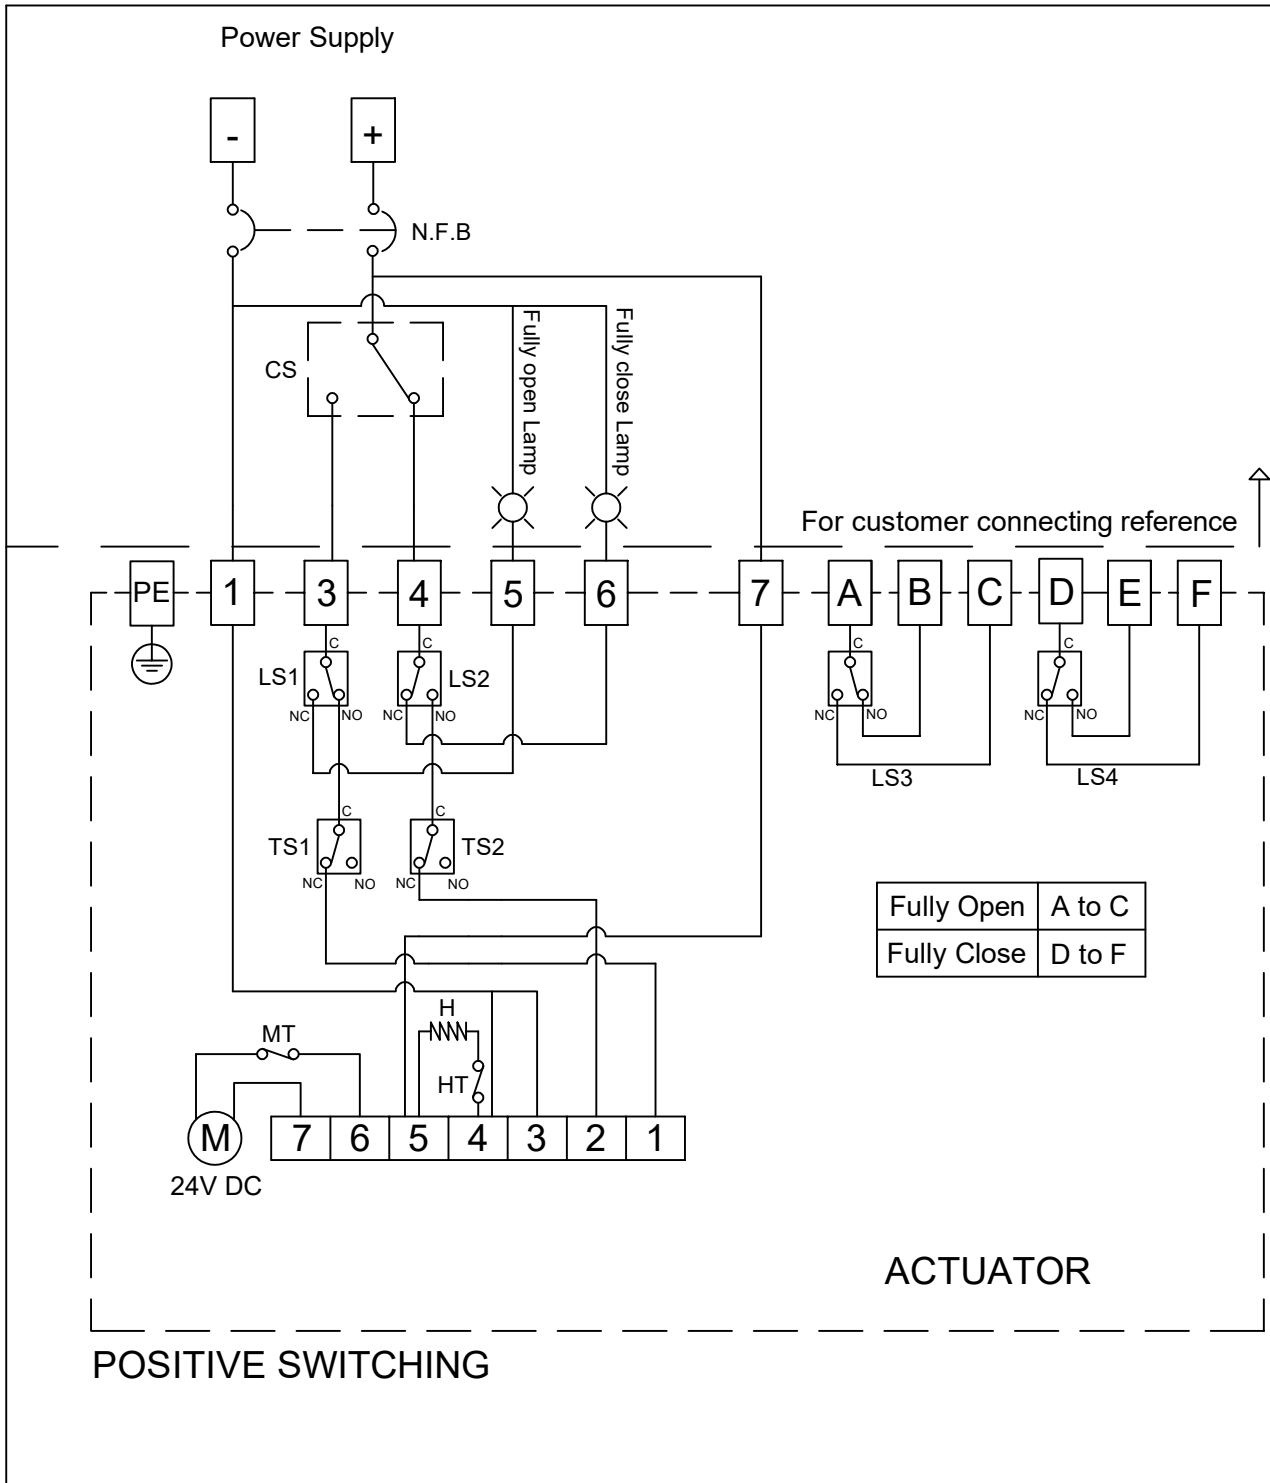 Power Supply
- +
N.F.B
CS
Fully open Lamp
Fully close Lamp
For customer connecting reference
PE 1 3 4 5 6 7 A B C D E F
C C C C
LS1 LS2
NC NO NC NO NC NO NC NO
LS3 LS4
C C
TS1 TS2
NC NO NC NO
Fully Open A to C
Fully Close D to F
H
MT
HT
M 7 6 5 4 3 2 1
24V DC
ACTUATOR
POSITIVE SWITCHING